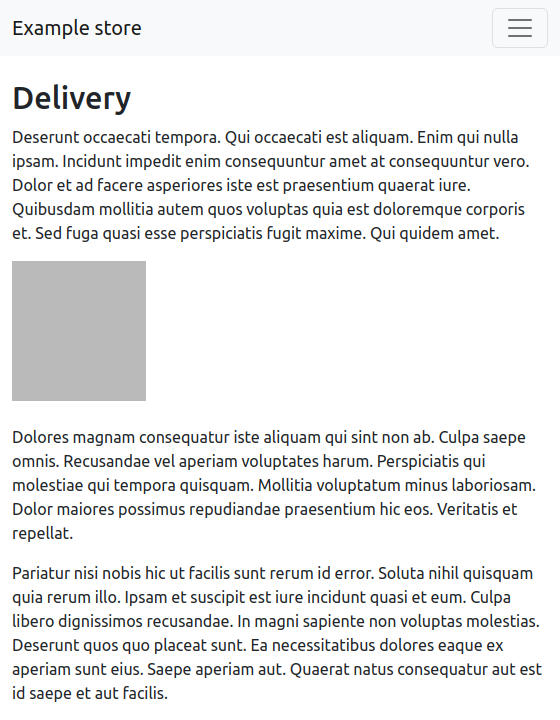 Example store
Delivery
Deserunt occaecati tempora. Qui occaecati est aliquam. Enim qui nulla
ipsam. Incidunt impedit enim consequuntur amet at consequuntur vero.
Dolor et ad facere asperiores iste est praesentium quaerat iure.
Quibusdam mollitia autem quos voluptas quia est doloremque corporis
et. Sed fuga quasi esse perspiciatis fugit maxime. Qui quidem amet.
Dolores magnam consequatur iste aliquam qui sint non ab. Culpa saepe
omnis. Recusandae vel aperiam voluptates harum. Perspiciatis qui
molestiae qui tempora quisquam. Mollitia voluptatum minus laboriosam.
Dolor maiores possimus repudiandae praesentium hic eos. Veritatis et
repellat.
Pariatur nisi nobis hic ut facilis sunt rerum id error. Soluta nihil quisquam
quia rerum illo. Ipsam et suscipit est iure incidunt quasi et eum. Culpa
libero dignissimos recusandae. In magni sapiente non voluptas molestias.
Deserunt quos quo placeat sunt. Ea necessitatibus dolores eaque ex
aperiam sunt eius. Saepe aperiam aut. Quaerat natus consequatur aut est
id saepe et aut facilis.